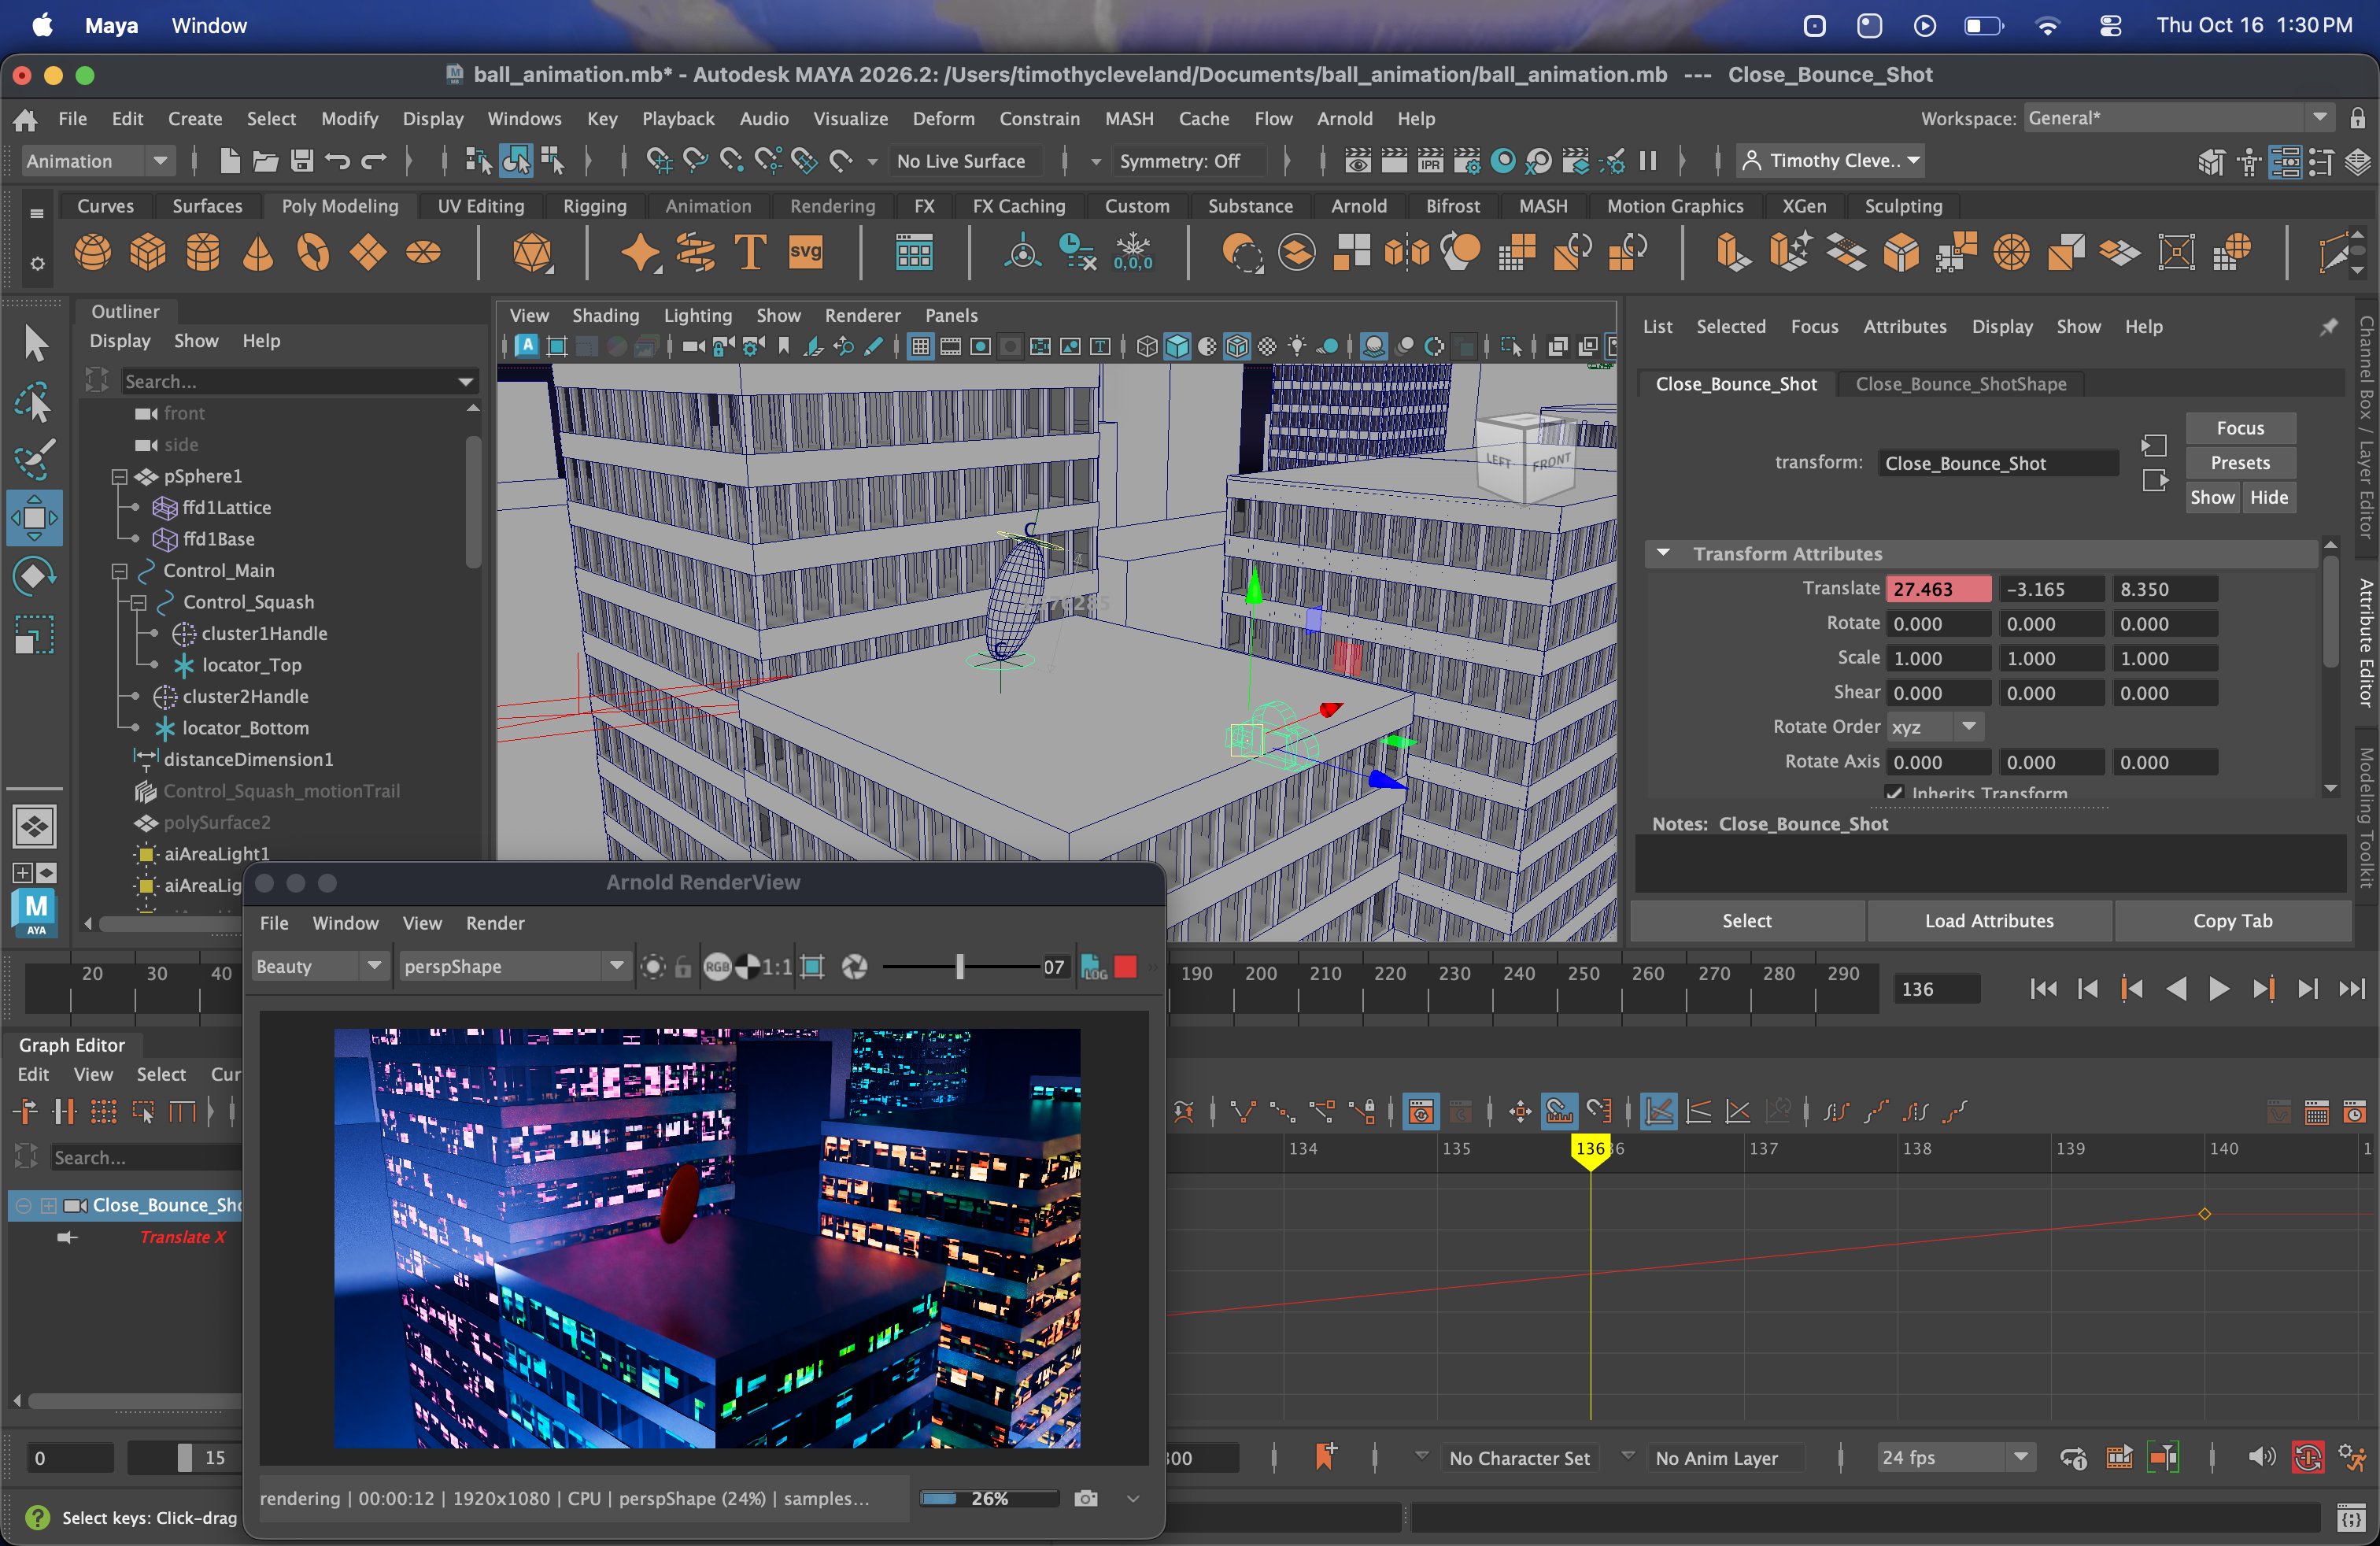 Maya Window Thu Oct 16 1:30 PM
ball_animation.mb* - Autodesk MAYA 2026.2: /Users/timothycleveland/Documents/ball_animation/ball_animation.mb --- Close_Bounce_Shot
File Edit Create Select Modify Display Windows Key Playback Audio Visualize Deform Constrain MASH Cache Flow Arnold Help Workspace: General*
Animation No Live Surface Symmetry: Off IPR Timothy Cleve..
Curves Surfaces Poly Modeling UV Editing Rigging Animation Rendering FX FX Caching Custom Substance Arnold Bifrost MASH Motion Graphics XGen Sculpting
T svg 0,0,0
Outliner
Display Show Help
Search...
front
side
pSphere1
ffd1Lattice
ffd1Base
Control_Main
Control_Squash
cluster1Handle
locator_Top
cluster2Handle
locator_Bottom
distanceDimension1
Control_Squash_motionTrail
polySurface2
aiAreaLight1
aiAreaLig
M
AYA
View Shading Lighting Show Renderer Panels
LEFT FRONT
List Selected Focus Attributes Display Show Help
Close_Bounce_Shot Close_Bounce_ShotShape
transform: Close_Bounce_Shot
Focus
Presets
Show Hide
Transform Attributes
Translate 27.463 -3.165 8.350
Rotate 0.000 0.000 0.000
Scale 1.000 1.000 1.000
Shear 0.000 0.000 0.000
Rotate Order xyz
Rotate Axis 0.000 0.000 0.000
Inherits Transform
Notes: Close_Bounce_Shot
Select Load Attributes Copy Tab
Channel Box / Layer Editor
Attribute Editor
Modeling Toolkit
20 30 40
190 200 210 220 230 240 250 260 270 280 290 136
Arnold RenderView
File Window View Render
Beauty perspShape RGB 1:1 07 LOG
rendering | 00:00:12 | 1920x1080 | CPU | perspShape (24%) | samples... 26%
Graph Editor
Edit View Select Cur
Search...
Close_Bounce_Sho
Translate X
134 135 136 137 138 139 140
0 15
No Character Set No Anim Layer 24 fps
Select keys: Click-drag